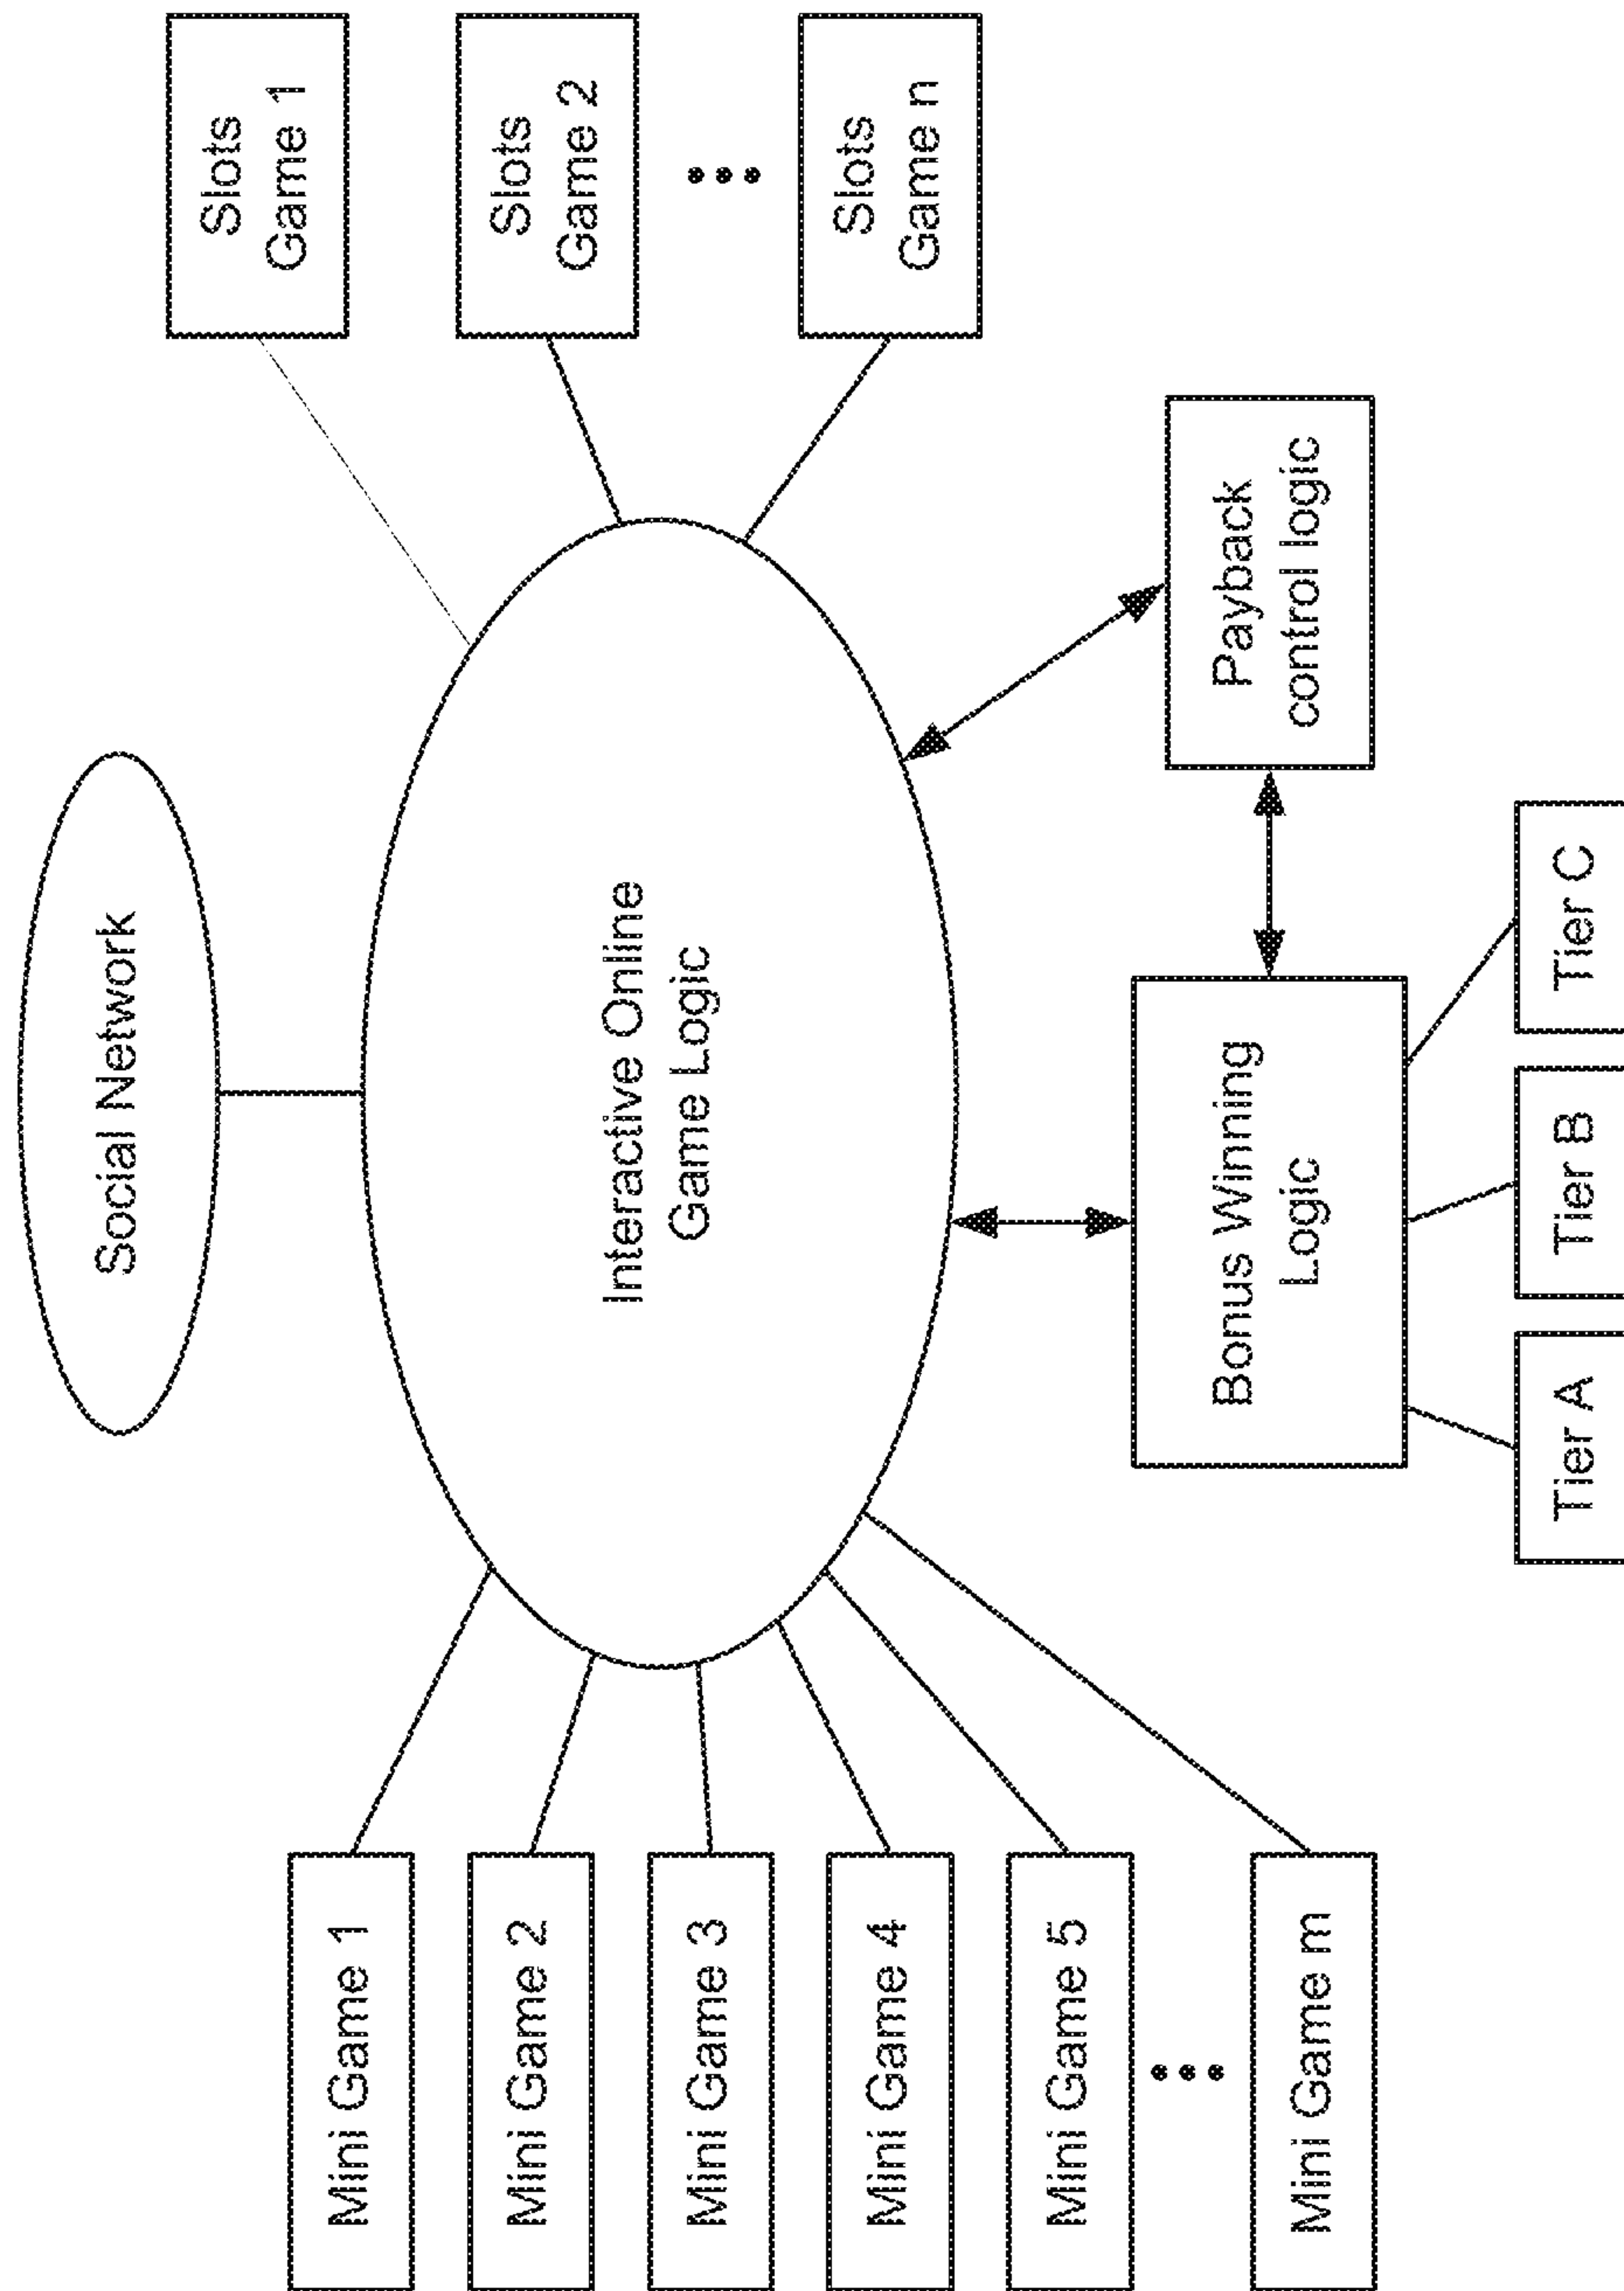 Social Network
Interactive Online
Game Logic
Mini Game 1
Mini Game 2
Mini Game 3
Mini Game 4
Mini Game 5
Mini Game m
Slots
Game 1
Slots
Game 2
Slots
Game n
Bonus Winning
Logic
Payback
control logic
Tier A
Tier B
Tier C